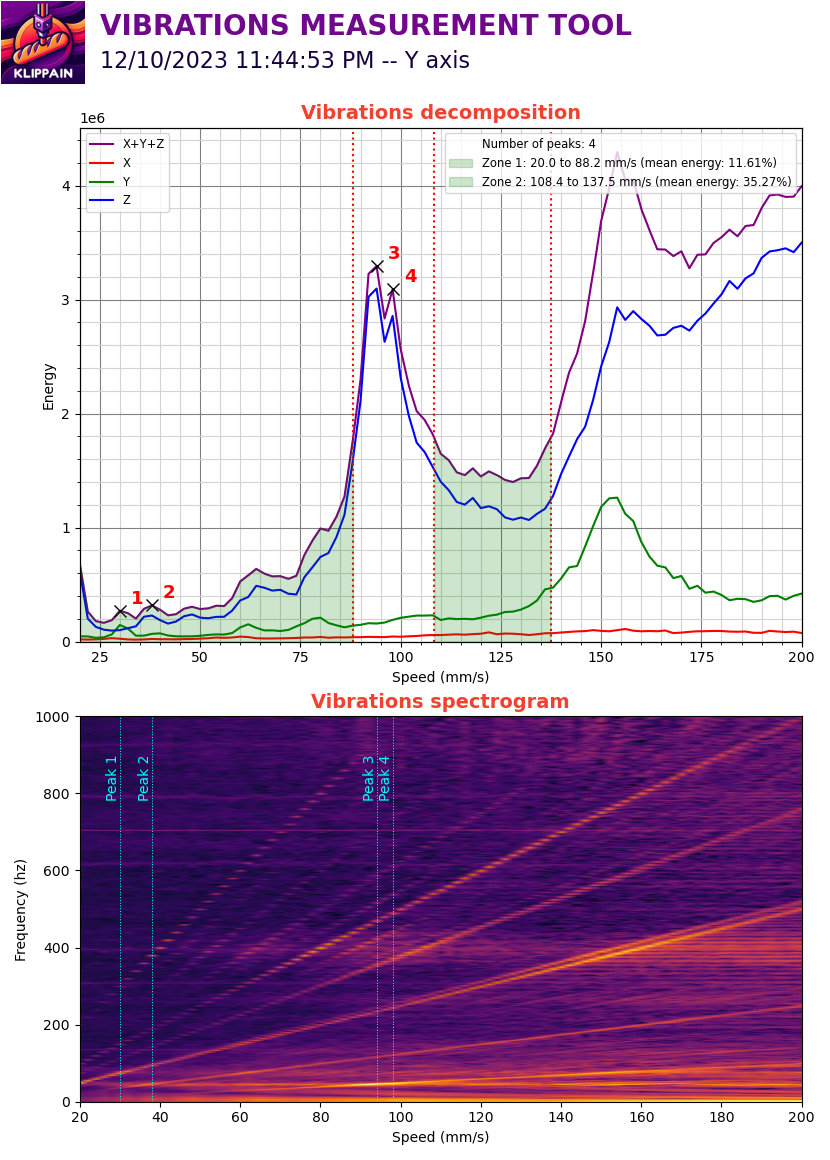 KLIPPAIN
VIBRATIONS MEASUREMENT TOOL
12/10/2023 11:44:53 PM -- Y axis
Vibrations decomposition
1e6
X+Y+Z
X
Y
Z
Number of peaks: 4
Zone 1: 20.0 to 88.2 mm/s (mean energy: 11.61%)
Zone 2: 108.4 to 137.5 mm/s (mean energy: 35.27%)
4
3
2
1
0
Energy
1
2
3
4
25
50
75
100
125
150
175
200
Speed (mm/s)
Vibrations spectrogram
1000
800
600
400
200
0
Frequency (hz)
Peak 1
Peak 2
Peak 3
Peak 4
20
40
60
80
100
120
140
160
180
200
Speed (mm/s)